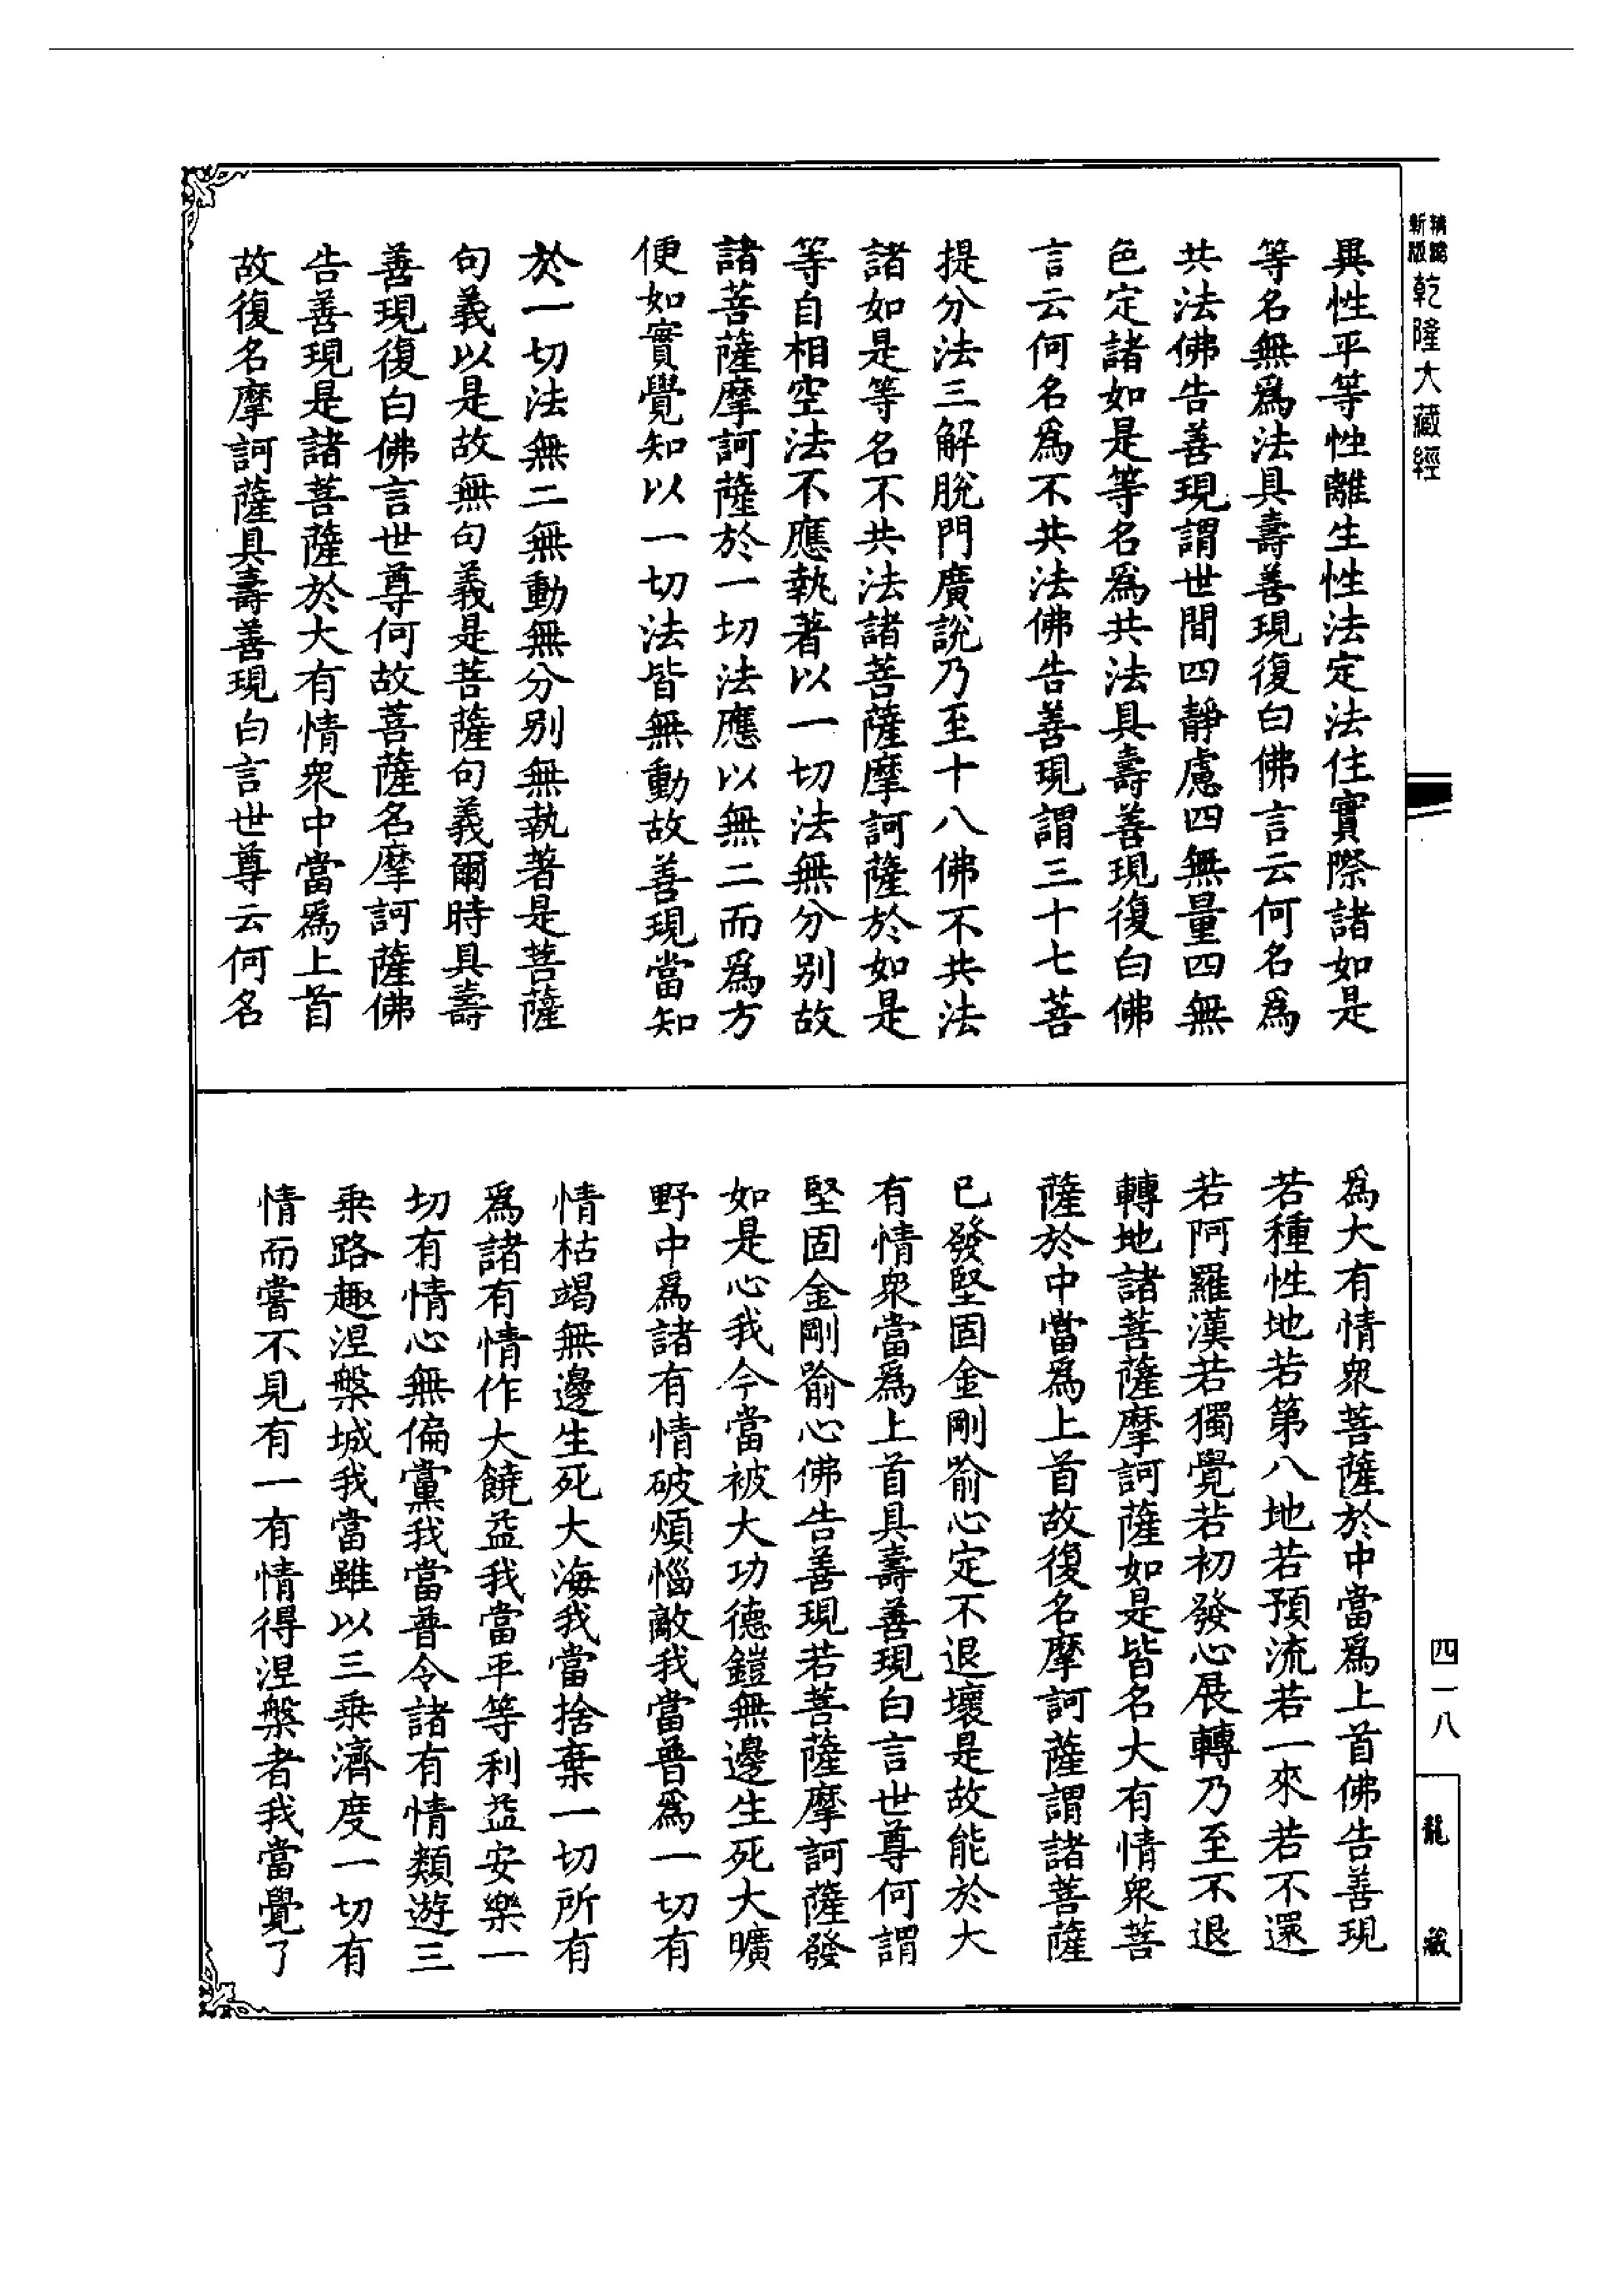 新版
精縮
乾隆大藏經
異性平等性離生性法定法住實際諸如是
等名無爲法具壽善現復白佛言云何名爲
共法佛告善現謂世間四靜慮四無量四無
色定諸如是等名爲共法具壽善現復白佛
言云何名爲不共法佛告善現謂三十七菩
提分法三解脫門廣說乃至十八佛不共法
諸如是等名不共法諸菩薩摩訶薩於如是
等自相空法不應執著以一切法無分別故
諸菩薩摩訶薩於一切法應以無二而爲方
便如實覺知以一切法皆無動故善現當知
於一切法無二無動無分別無執著是菩薩
句義以是故無句義是菩薩句義爾時具壽
善現復白佛言世尊何故菩薩名摩訶薩佛
告善現是諸菩薩於大有情衆中當爲上首
故復名摩訶薩具壽善現白言世尊云何名
爲大有情衆菩薩於中當爲上首佛告善現
若種性地若第八地若預流若一來若不還
若阿羅漢若獨覺若初發心展轉乃至不退
轉地諸菩薩摩訶薩如是皆名大有情衆菩
薩於中當爲上首故復名摩訶薩謂諸菩薩
已發堅固金剛喻心定不退壞是故能於大
有情衆當爲上首具壽善現白言世尊何謂
堅固金剛喻心佛告善現若菩薩摩訶薩發
如是心我今當被大功德鎧無邊生死大曠
野中爲諸有情破煩惱敵我當普爲一切有
情枯竭無邊生死大海我當捨棄一切所有
爲諸有情作大饒益我當平等利益安樂一
切有情心無偏黨我當普令諸有情類遊三
乘路趣涅槃城我當雖以三乘濟度一切有
情而嘗不見有一有情得涅槃者我當覺了
四一八
龍藏